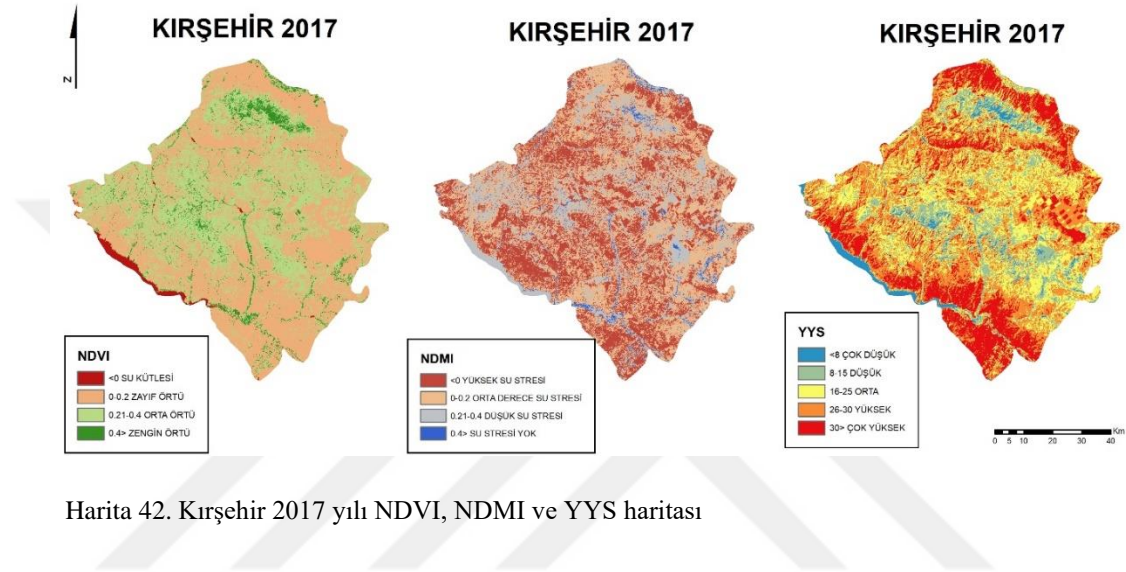 KIRŞEHİR 2017
KIRŞEHİR 2017
KIRŞEHİR 2017
Z
NDVI
<0 SU KÜTLESİ
0-0.2 ZAYIF ÖRTÜ
0.21-0.4 ORTA ÖRTÜ
0.4> ZENGİN ÖRTÜ
NDMI
<0 YÜKSEK SU STRESI
0-0.2 ORTA DERECE SU STRESİ
0.21-0.4 DÜŞÜK SU STRESİ
0.4> SU STRESİ YOK
YYS
<8 ÇOK DÜŞÜK
8-15 DÜŞÜK
16-25 ORTA
26-30 YÜKSEK
30> ÇOK YÜKSEK
Km
0 5 10 20 30 40
Harita 42. Kırşehir 2017 yılı NDVI, NDMI ve YYS haritası